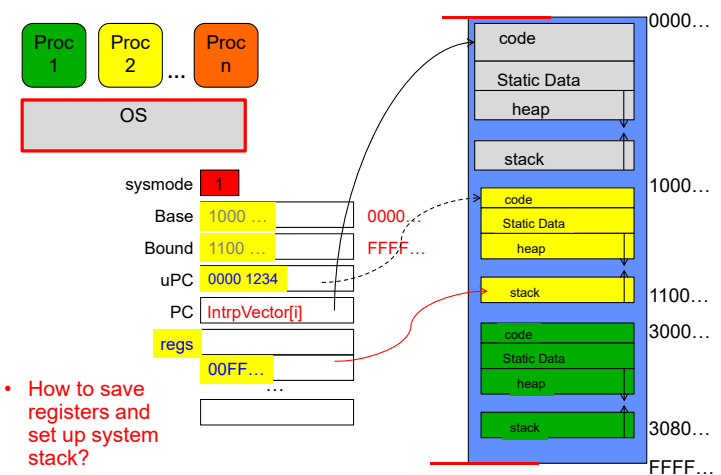 Proc
1
Proc
2
...
Proc
n
OS
sysmode 1
Base 1000 ... 0000...
Bound 1100 ... FFFF...
uPC 0000 1234
PC IntrpVector[i]
regs
00FF...
...
• How to save
registers and
set up system
stack?
0000...
code
Static Data
heap
stack
1000...
code
Static Data
heap
stack
1100...
3000...
code
Static Data
heap
stack
3080...
FFFF...